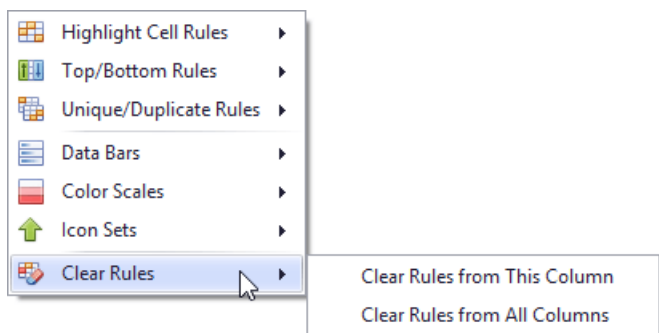 Highlight Cell Rules
Top/Bottom Rules
Unique/Duplicate Rules
Data Bars
Color Scales
Icon Sets
Clear Rules
Clear Rules from This Column
Clear Rules from All Columns